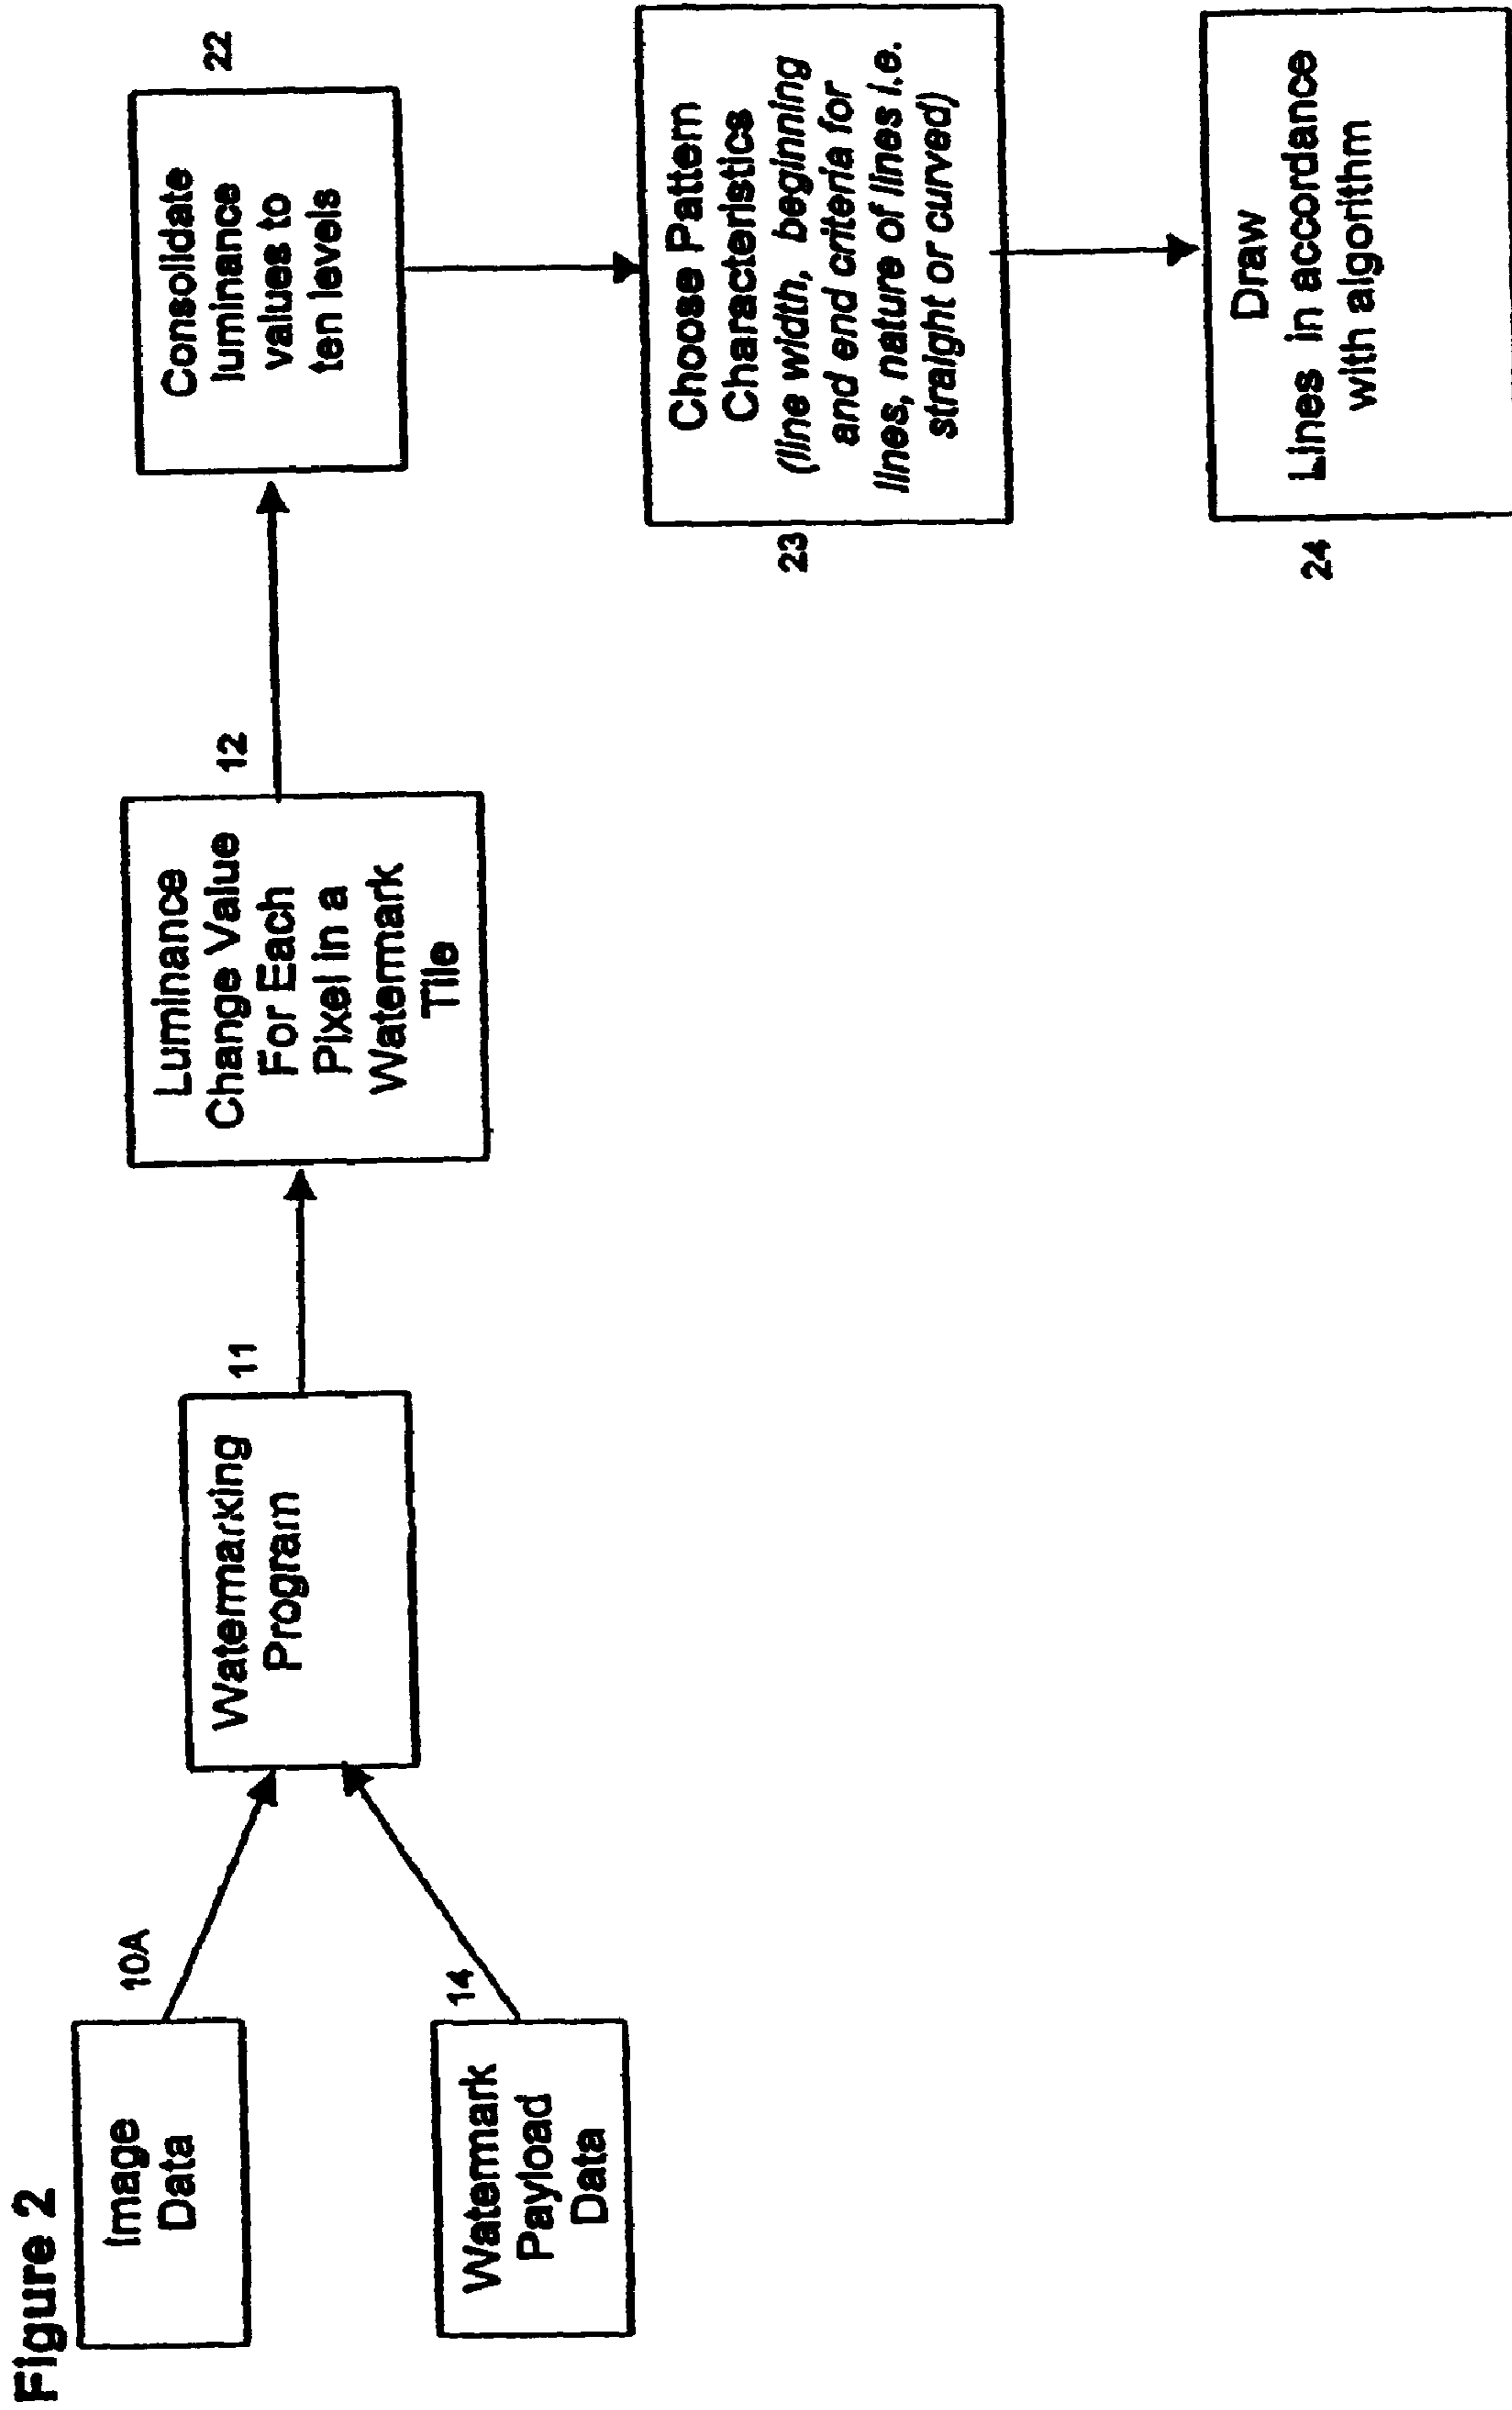 Figure 2
Image
Data
10A
Watermark
Payload
Data
14
Watermarking
Program
11
Luminance
Change Value
For Each
Pixel in a
Watermark
Tile
12
Consolidate
luminance
values to
ten levels
22
Choose Pattern
Characteristics
(line width, beginning
and end criteria for
lines, nature of lines i.e.
straight or curved)
23
Draw
Lines in accordance
with algorithm
24